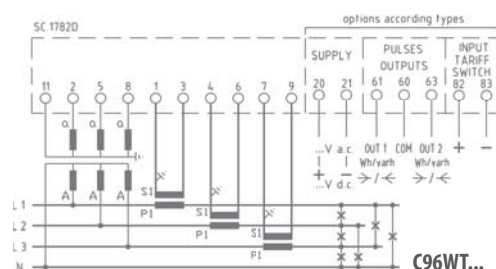 options according types
SC 1782D
SUPPLY
PULSES OUTPUTS
INPUT TARIFF SWITCH
11 2 5 8 1 3 4 6 7 9 20 21 61 60 63 82 83
a a a
...V a.c. OUT 1 COM OUT 2 + -
+ - Wh/varh Wh/varh
...V d.c.
A A A
S1
P1
S1
P1
S1
P1
L 1
L 2
L 3
N
C96WT...